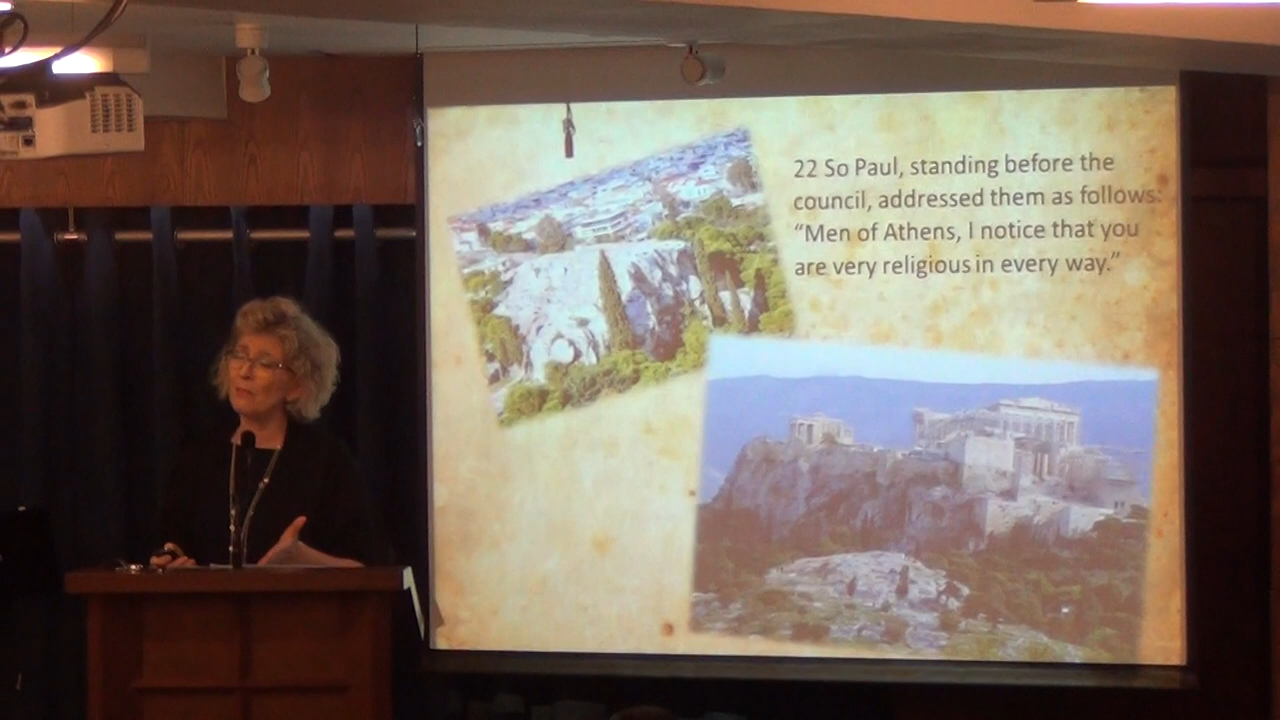 22 So Paul, standing before the
council, addressed them as follows:
“Men of Athens, I notice that you
are very religious in every way.”